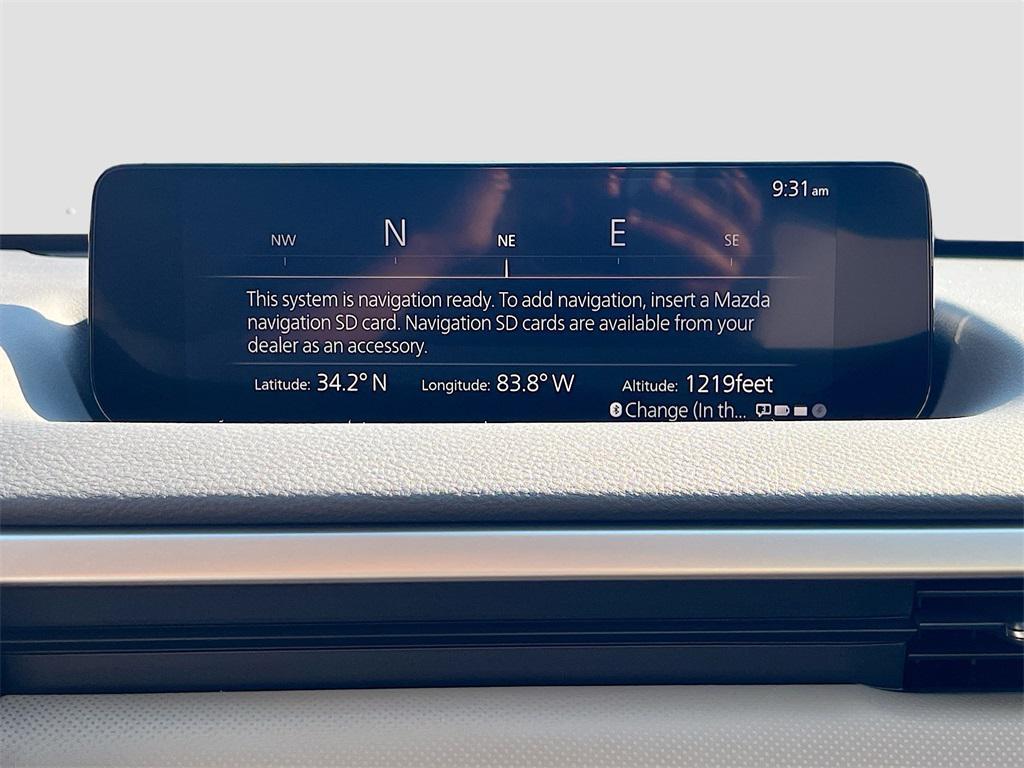 9:31am
NW N NE E SE
This system is navigation ready. To add navigation, insert a Mazda
navigation SD card. Navigation SD cards are available from your
dealer as an accessory.
Latitude: 34.2° N Longitude: 83.8° W Altitude: 1219feet
Change (In th...